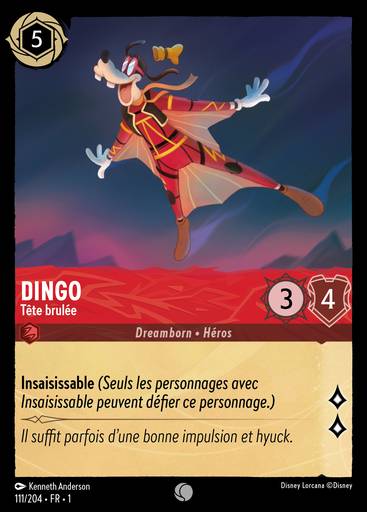 5
DINGO
Tête brulée
3
4
Dreamborn • Héros
Insaisissable (Seuls les personnages avec
Insaisissable peuvent défier ce personnage.)
Il suffit parfois d'une bonne impulsion et hyuck.
Kenneth Anderson
Disney Lorcana ©Disney
111/204 • FR • 1